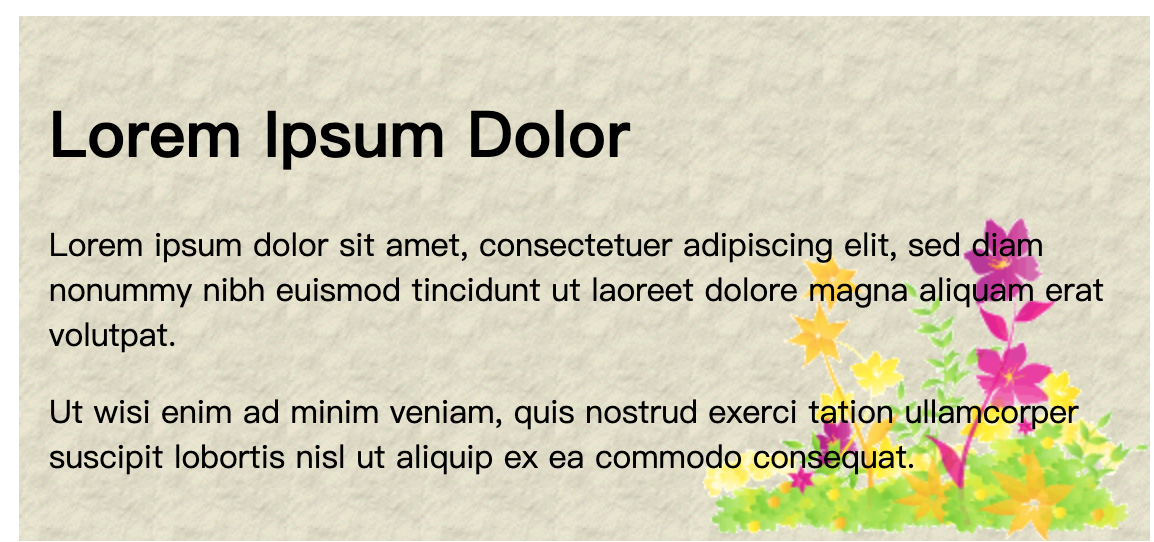 Lorem Ipsum Dolor
Lorem ipsum dolor sit amet, consectetuer adipiscing elit, sed diam
nonummy nibh euismod tincidunt ut laoreet dolore magna aliquam erat
volutpat.
Ut wisi enim ad minim veniam, quis nostrud exerci tation ullamcorper
suscipit lobortis nisl ut aliquip ex ea commodo consequat.